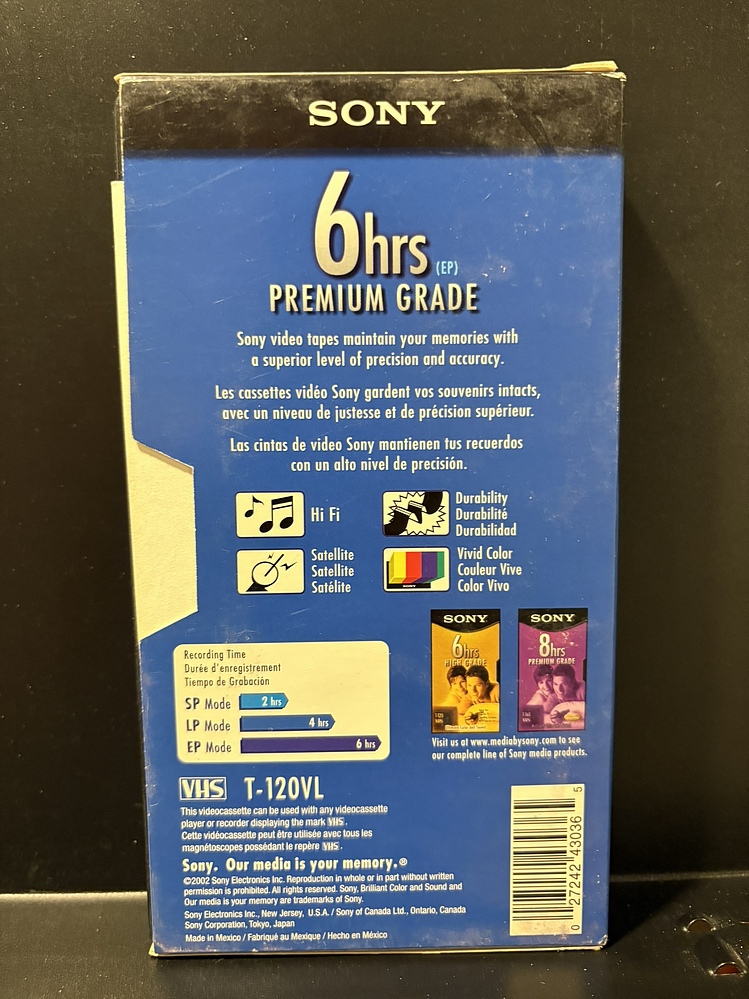 SONY
6hrs (EP)
PREMIUM GRADE
Sony video tapes maintain your memories with
a superior level of precision and accuracy.
Les cassettes vidéo Sony gardent vos souvenirs intacts,
avec un niveau de justesse et de précision supérieur.
Las cintas de video Sony mantienen tus recuerdos
con un alto nivel de precisión.
Hi Fi
Durability
Durabilité
Durabilidad
Satellite
Satellite
Satélite
SONY
Vivid Color
Couleur Vive
Color Vivo
Recording Time
Durée d'enregistrement
Tiempo de Grabación
SP Mode 2 hrs
LP Mode 4 hrs
EP Mode 6 hrs
SONY
6hrs
HIGH GRADE
SONY
8hrs
PREMIUM GRADE
Visit us at www.mediabysony.com to see
our complete line of Sony media products.
VHS T-120VL
This videocassette can be used with any videocassette
player or recorder displaying the mark VHS.
Cette vidéocassette peut être utilisée avec tous les
magnétoscopes possédant le repère VHS.
Sony. Our media is your memory.®
©2002 Sony Electronics Inc. Reproduction in whole or in part without written
permission is prohibited. All rights reserved. Sony, Brilliant Color and Sound and
Our media is your memory are trademarks of Sony.
Sony Electronics Inc., New Jersey, U.S.A. / Sony of Canada Ltd., Ontario, Canada
Sony Corporation, Tokyo, Japan
Made in Mexico / Fabriqué au Mexique / Hecho en México
0 27242 43036 5